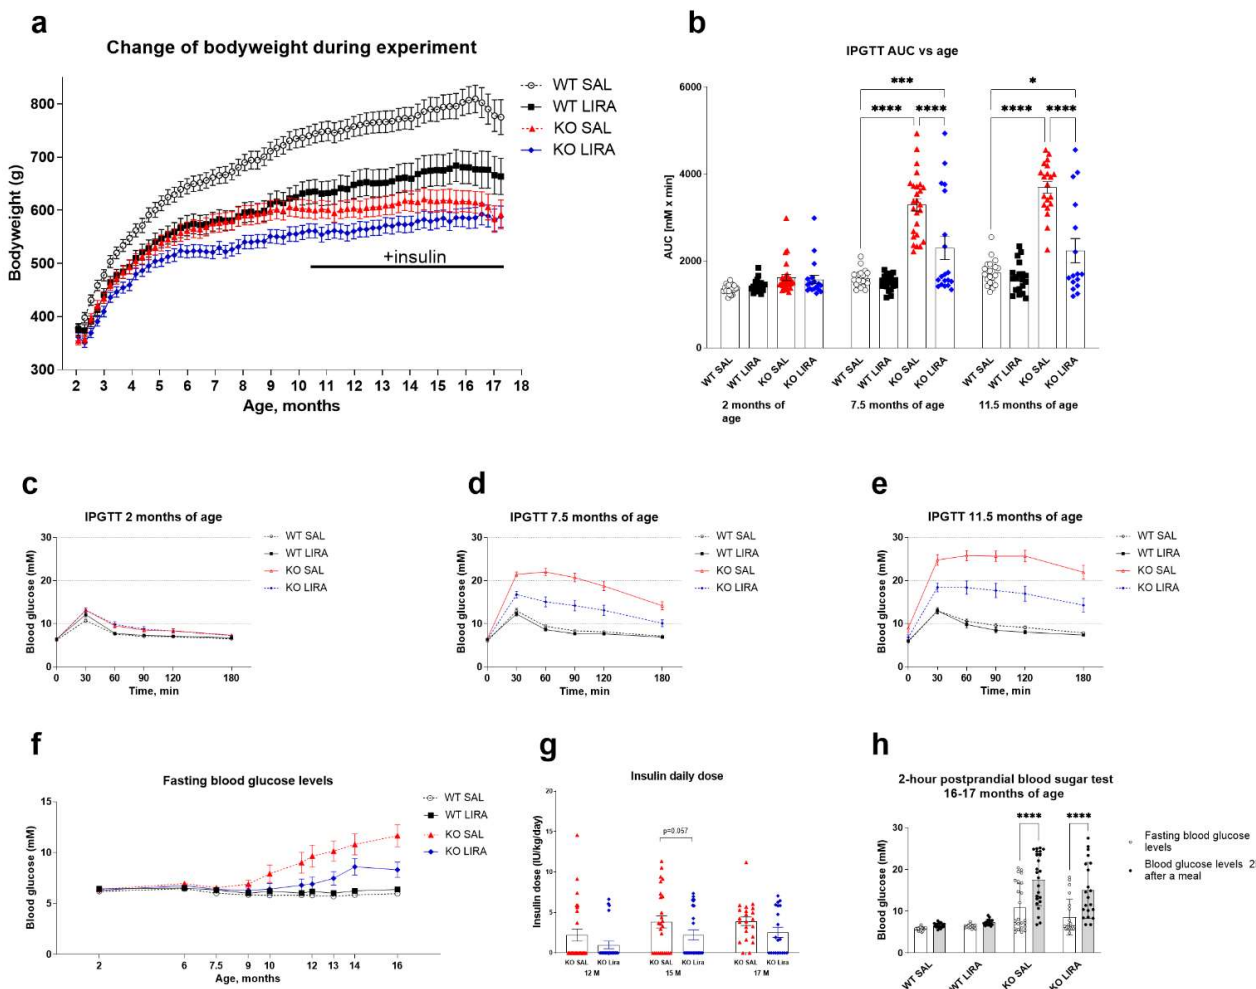 a
Change of bodyweight during experiment
Bodyweight (g)
800
700
600
500
400
300
2 3 4 5 6 7 8 9 10 11 12 13 14 15 16 17 18
Age, months
+insulin
WT SAL
WT LIRA
KO SAL
KO LIRA
b
IPGTT AUC vs age
AUC [mM x min]
6000
4000
2000
0
*** *
**** **** **** ****
WT SAL WT LIRA KO SAL KO LIRA WT SAL WT LIRA KO SAL KO LIRA WT SAL WT LIRA KO SAL KO LIRA
2 months of
age
7.5 months of age
11.5 months of age
c
IPGTT 2 months of age
Blood glucose (mM)
30
20
10
0
0 30 60 90 120 180
Time, min
WT SAL
WT LIRA
KO SAL
KO LIRA
d
IPGTT 7.5 months of age
Blood glucose (mM)
30
20
10
0
0 30 60 90 120 180
Time, min
WT SAL
WT LIRA
KO SAL
KO LIRA
e
IPGTT 11.5 months of age
Blood glucose (mM)
30
20
10
0
0 30 60 90 120 180
Time, min
WT SAL
WT LIRA
KO SAL
KO LIRA
f
Fasting blood glucose levels
Blood glucose (mM)
15
10
5
0
2 6 7.5 9 10 12 13 14 16
Age, months
WT SAL
WT LIRA
KO SAL
KO LIRA
g
Insulin daily dose
Insulin dose (IU/kg/day)
20
15
10
5
0
p=0.057
KO SAL KO Lira KO SAL KO Lira KO SAL KO Lira
12 M 15 M 17 M
h
2-hour postprandial blood sugar test
16-17 months of age
Blood glucose (mM)
30
20
10
0
**** ****
WT SAL WT LIRA KO SAL KO LIRA
Fasting blood glucose
levels
Blood glucose levels 2
after a meal